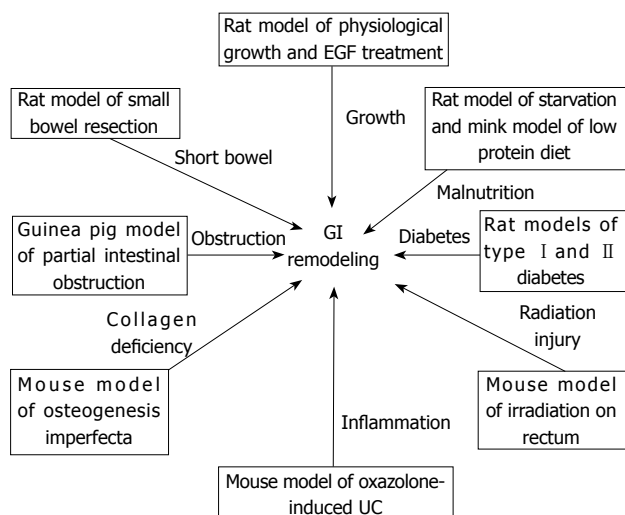 Rat model of physiological
growth and EGF treatment
Rat model of small
bowel resection
Growth
Rat model of starvation
and mink model of low
protein diet
Short bowel
Malnutrition
Guinea pig model
of partial intestinal
obstruction
Obstruction
GI
remodeling
Diabetes
Rat models of
type Ⅰ and Ⅱ
diabetes
Collagen
deficiency
Radiation
injury
Mouse model
of osteogenesis
imperfecta
Inflammation
Mouse model
of irradiation on
rectum
Mouse model of oxazolone-
induced UC